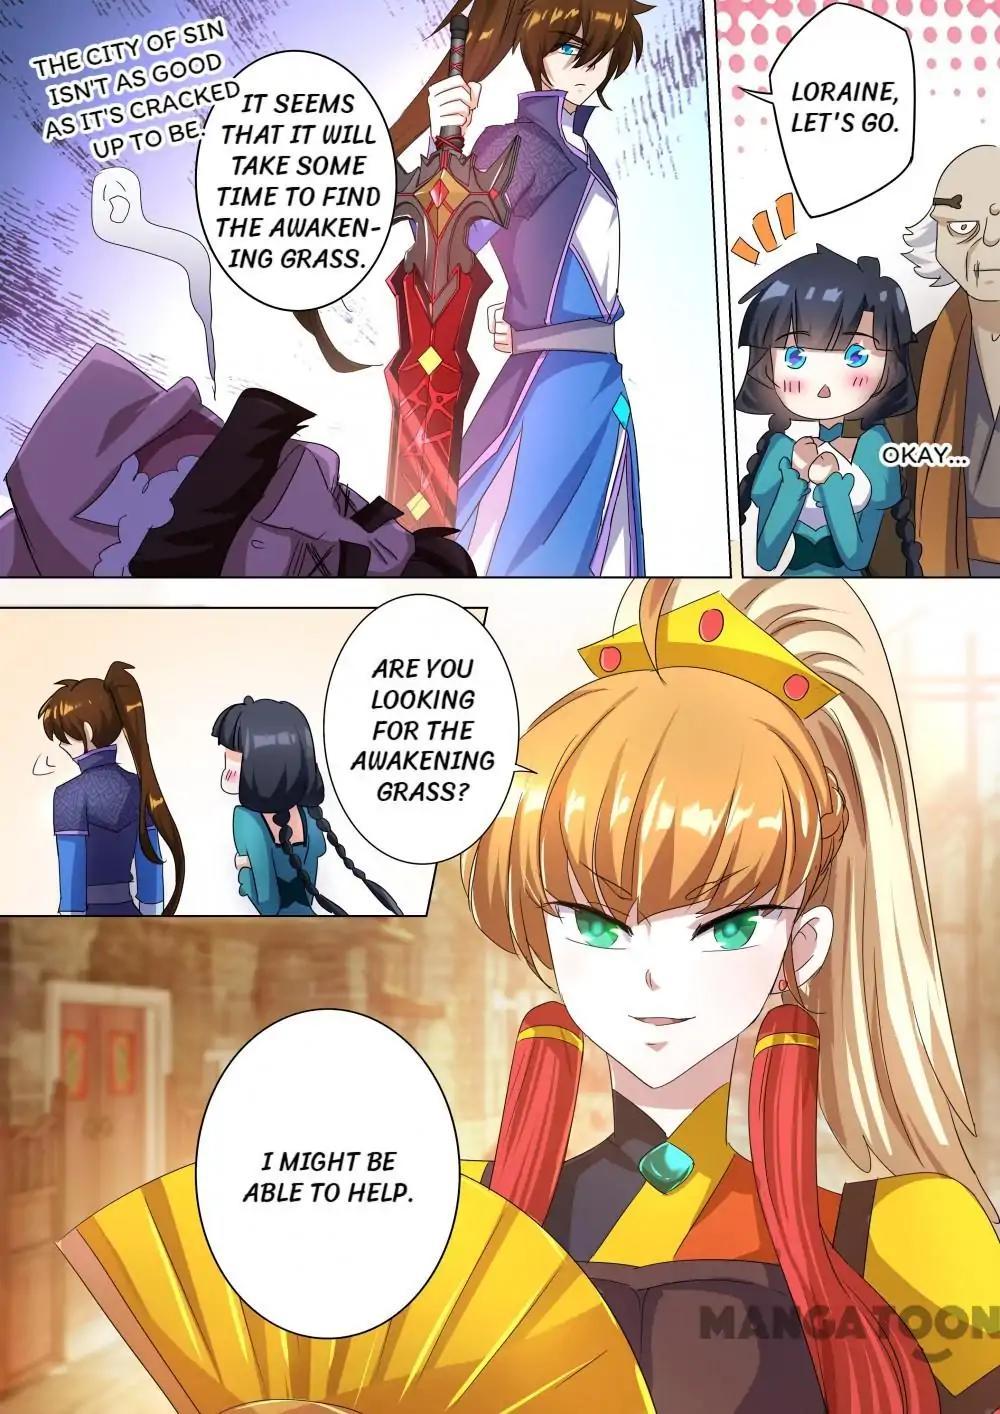 THE CITY OF SIN
ISN'T AS GOOD
AS IT'S CRACKED
UP TO BE.
IT SEEMS
THAT IT WILL
TAKE SOME
TIME TO FIND
THE AWAKEN-
ING GRASS.
LORAINE,
LET'S GO.
OKAY...
ARE YOU
LOOKING
FOR THE
AWAKENING
GRASS?
I MIGHT BE
ABLE TO HELP.
MANGATOON